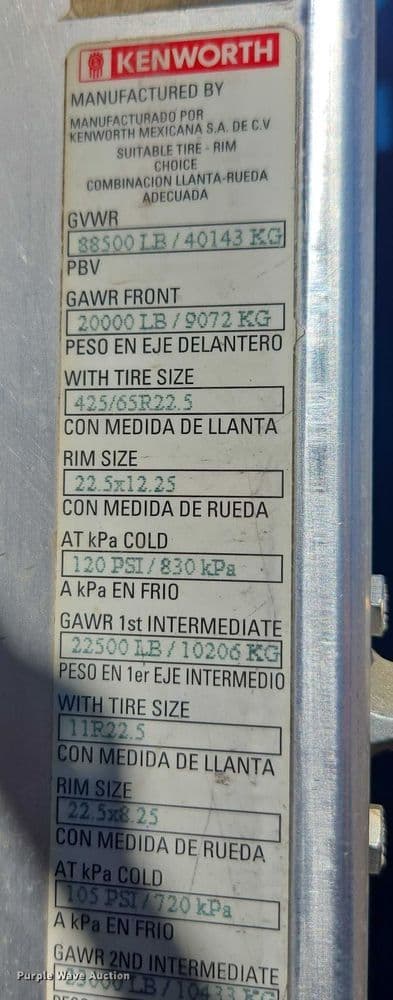 KENWORTH
MANUFACTURED BY
MANUFACTURADO POR
KENWORTH MEXICANA S.A. DE C.V
SUITABLE TIRE - RIM
CHOICE
COMBINACION LLANTA-RUEDA
ADECUADA
GVWR
88500 LB / 40143 KG
PBV
GAWR FRONT
20000 LB / 9072 KG
PESO EN EJE DELANTERO
WITH TIRE SIZE
425/65R22.5
CON MEDIDA DE LLANTA
RIM SIZE
22.5x12.25
CON MEDIDA DE RUEDA
AT kPa COLD
120 PSI / 830 kPa
A kPa EN FRIO
GAWR 1st INTERMEDIATE
22500 LB / 10206 KG
PESO EN 1er EJE INTERMEDIO
WITH TIRE SIZE
11R22.5
CON MEDIDA DE LLANTA
RIM SIZE
22.5x8.25
CON MEDIDA DE RUEDA
AT kPa COLD
105 PSI / 720 kPa
A kPa EN FRIO
GAWR 2ND INTERMEDIATE
23000 LB / 10433 KG
Purple Wave Auction